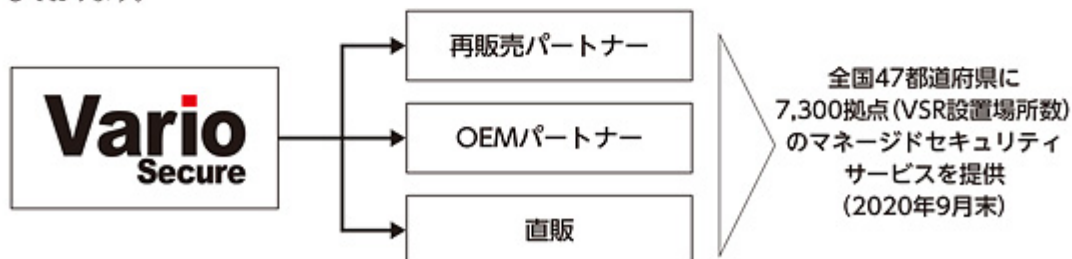 再販売パートナー
Vario
Secure
OEMパートナー
直販
全国47都道府県に
7,300拠点(VSR設置場所数)
のマネージドセキュリティ
サービスを提供
(2020年9月末)